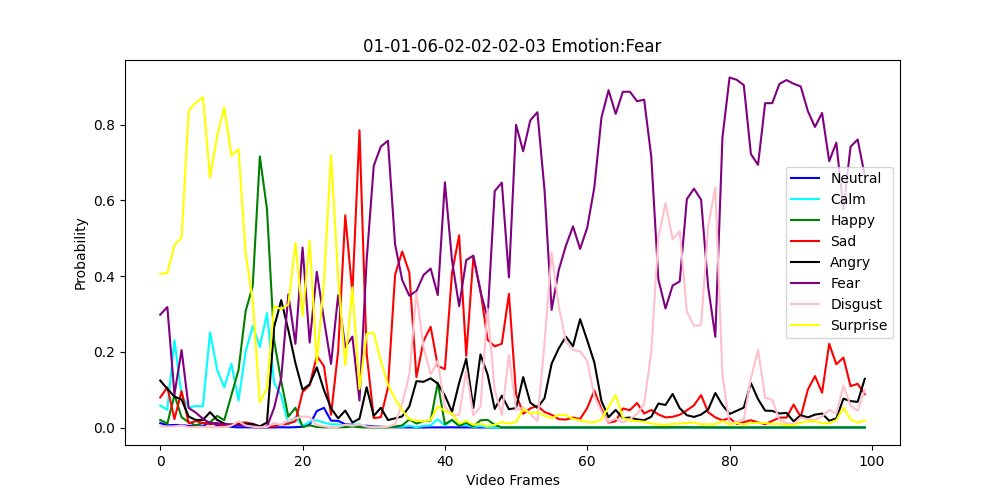 01-01-06-02-02-02-03 Emotion:Fear
Probability
0.8
0.6
0.4
0.2
0.0
0 20 40 60 80 100
Video Frames
Neutral
Calm
Happy
Sad
Angry
Fear
Disgust
Surprise